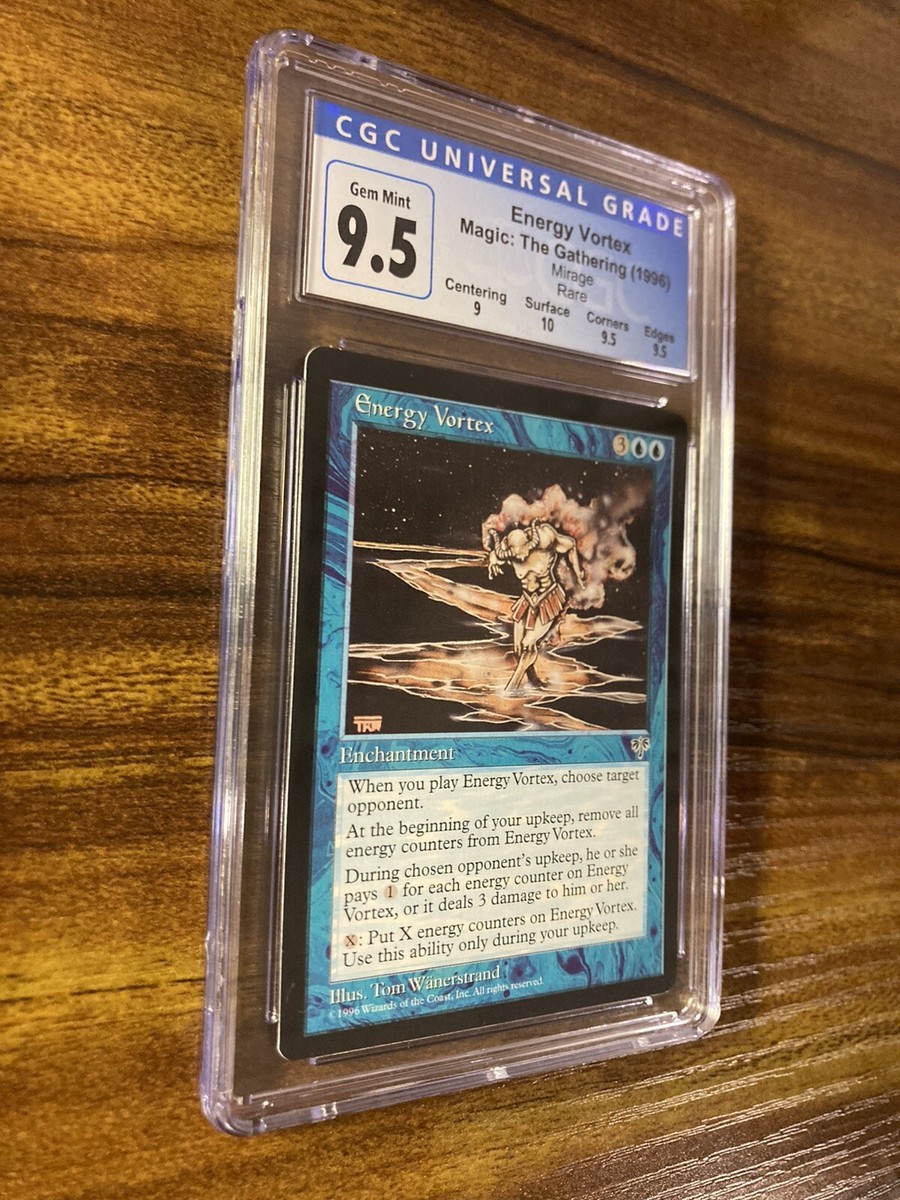 CGC UNIVERSAL GRADE
Gem Mint
9.5
Energy Vortex
Magic: The Gathering (1996)
Mirage
Rare
Centering 9
Surface 10
Corners 9.5
Edges 9.5
Energy Vortex
3
TKW
Enchantment
When you play Energy Vortex, choose target
opponent.
At the beginning of your upkeep, remove all
energy counters from Energy Vortex.
During chosen opponent's upkeep, he or she
pays 1 for each energy counter on Energy
Vortex, or it deals 3 damage to him or her.
X: Put X energy counters on Energy Vortex.
Use this ability only during your upkeep.
Illus. Tom Wänerstrand
© 1996 Wizards of the Coast, Inc. All rights reserved.